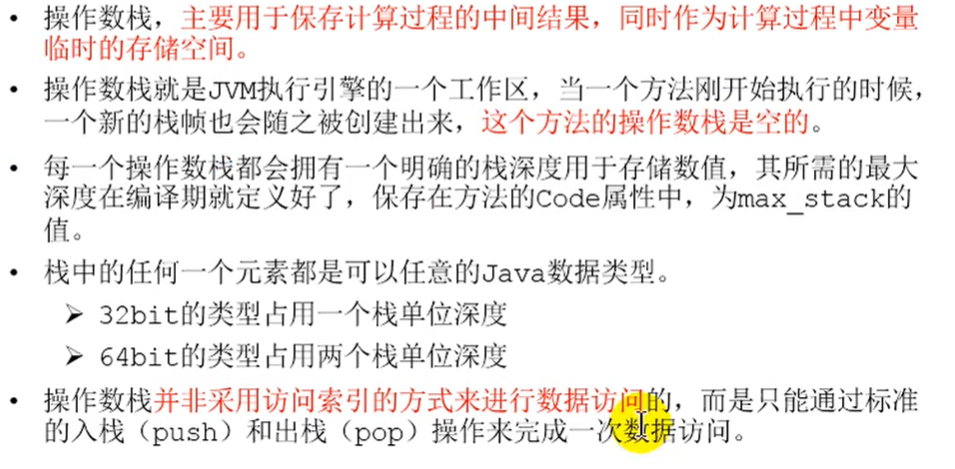 • 操作数栈，主要用于保存计算过程的中间结果，同时作为计算过程中变量
临时的存储空间。
• 操作数栈就是JVM执行引擎的一个工作区，当一个方法刚开始执行的时候，
一个新的栈帧也会随之被创建出来，这个方法的操作数栈是空的。
• 每一个操作数栈都会拥有一个明确的栈深度用于存储数值，其所需的最大
深度在编译期就定义好了，保存在方法的Code属性中，为max_stack的
值。
• 栈中的任何一个元素都是可以任意的Java数据类型。
➢ 32bit的类型占用一个栈单位深度
➢ 64bit的类型占用两个栈单位深度
• 操作数栈并非采用访问索引的方式来进行数据访问的，而是只能通过标准
的入栈（push）和出栈（pop）操作来完成一次数据访问。